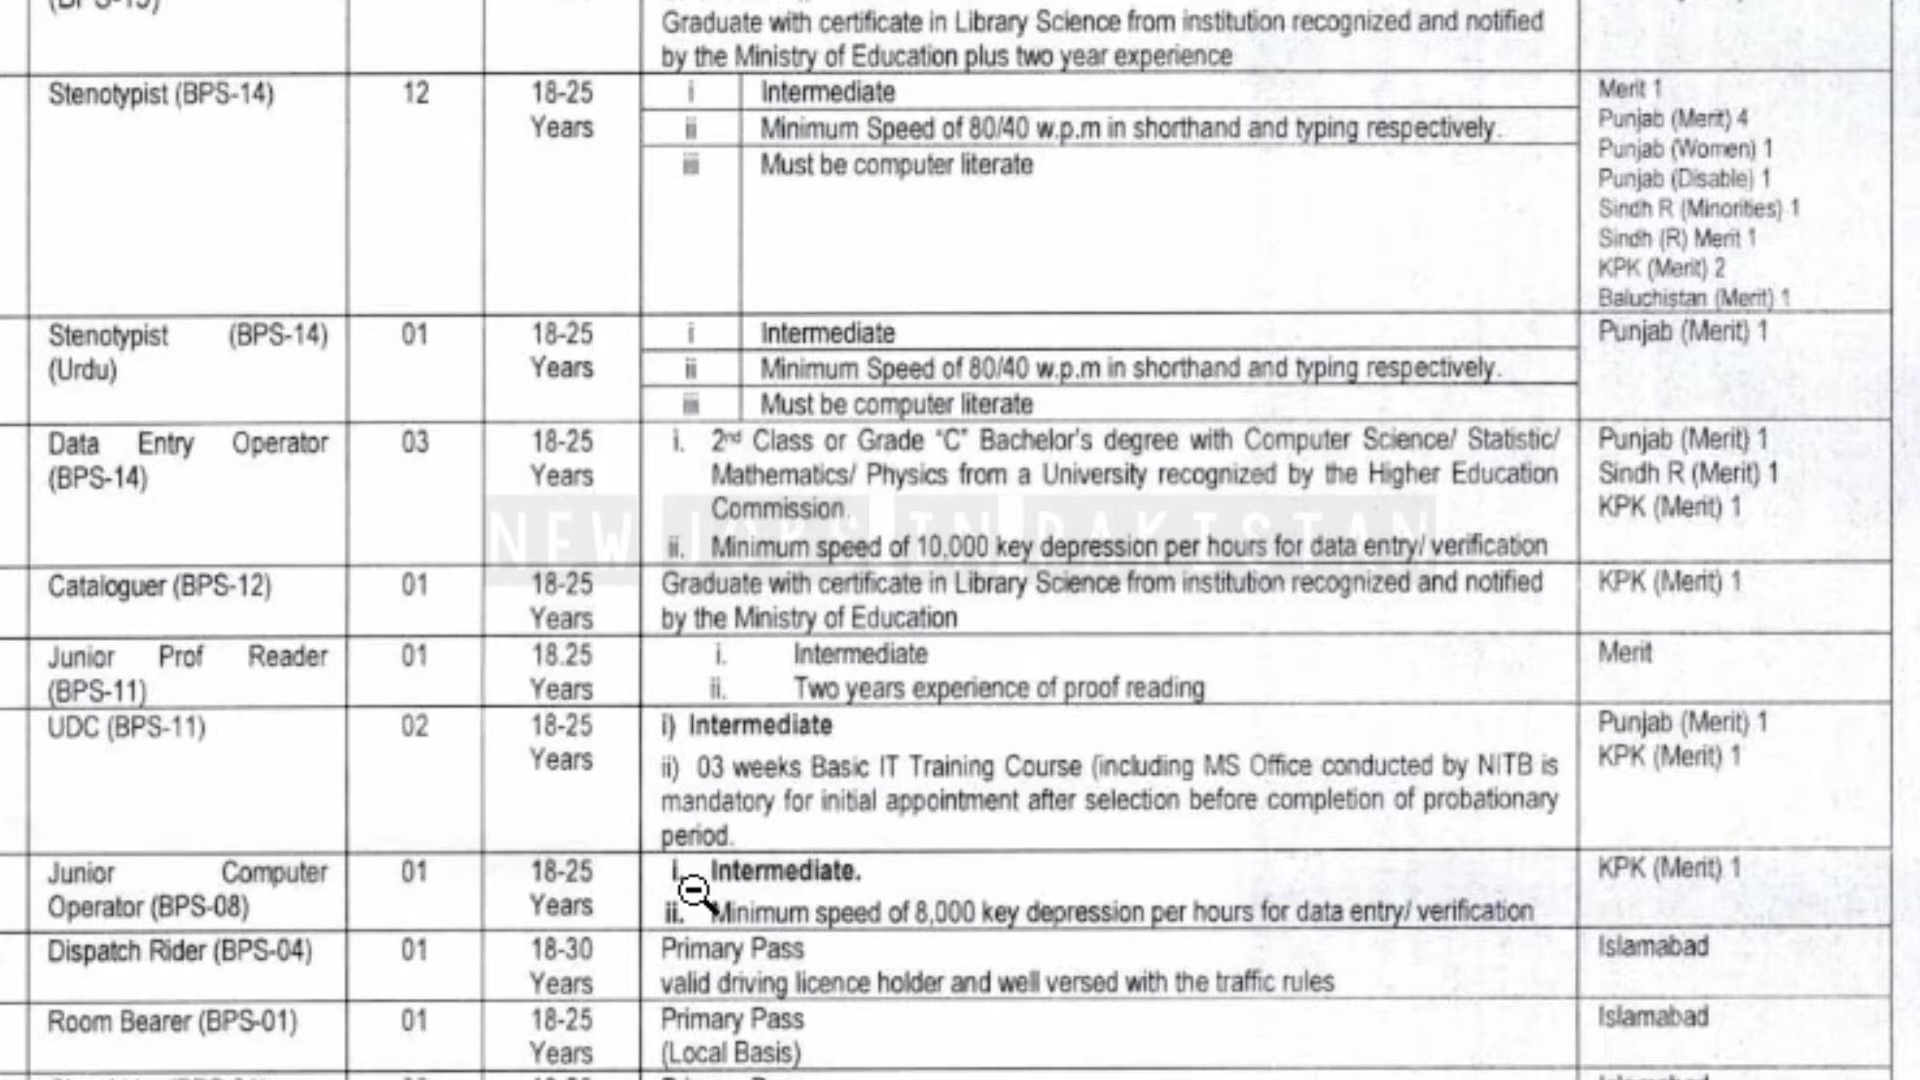 (BPS-15)
Graduate with certificate in Library Science from institution recognized and notified
by the Ministry of Education plus two year experience
Stenotypist (BPS-14) 12 18-25 Years
i Intermediate
ii Minimum Speed of 80/40 w.p.m in shorthand and typing respectively.
iii Must be computer literate
Merit 1
Punjab (Merit) 4
Punjab (Women) 1
Punjab (Disable) 1
Sindh R (Minorities) 1
Sindh (R) Merit 1
KPK (Merit) 2
Baluchistan (Merit) 1
Stenotypist (BPS-14)
(Urdu)
01
18-25
Years
i Intermediate
ii Minimum Speed of 80/40 w.p.m in shorthand and typing respectively.
iii Must be computer literate
Punjab (Merit) 1
Data Entry Operator
(BPS-14)
03
18-25
Years
i. 2nd Class or Grade "C" Bachelor's degree with Computer Science/ Statistic/
Mathematics/ Physics from a University recognized by the Higher Education
Commission.
ii. Minimum speed of 10,000 key depression per hours for data entry/ verification
Punjab (Merit) 1
Sindh R (Merit) 1
KPK (Merit) 1
NEW JOBS IN PAKISTAN
Cataloguer (BPS-12)
01
18-25
Years
Graduate with certificate in Library Science from institution recognized and notified
by the Ministry of Education
KPK (Merit) 1
Junior Prof Reader
(BPS-11)
01
18.25
Years
i. Intermediate
ii. Two years experience of proof reading
Merit
UDC (BPS-11)
02
18-25
Years
i) Intermediate
ii) 03 weeks Basic IT Training Course (including MS Office conducted by NITB is
mandatory for initial appointment after selection before completion of probationary
period.
Punjab (Merit) 1
KPK (Merit) 1
Junior Computer
Operator (BPS-08)
01
18-25
Years
i. Intermediate.
ii. Minimum speed of 8,000 key depression per hours for data entry/ verification
KPK (Merit) 1
Dispatch Rider (BPS-04)
01
18-30
Years
Primary Pass
valid driving licence holder and well versed with the traffic rules
Islamabad
Room Bearer (BPS-01)
01
18-25
Years
Primary Pass
(Local Basis)
Islamabad